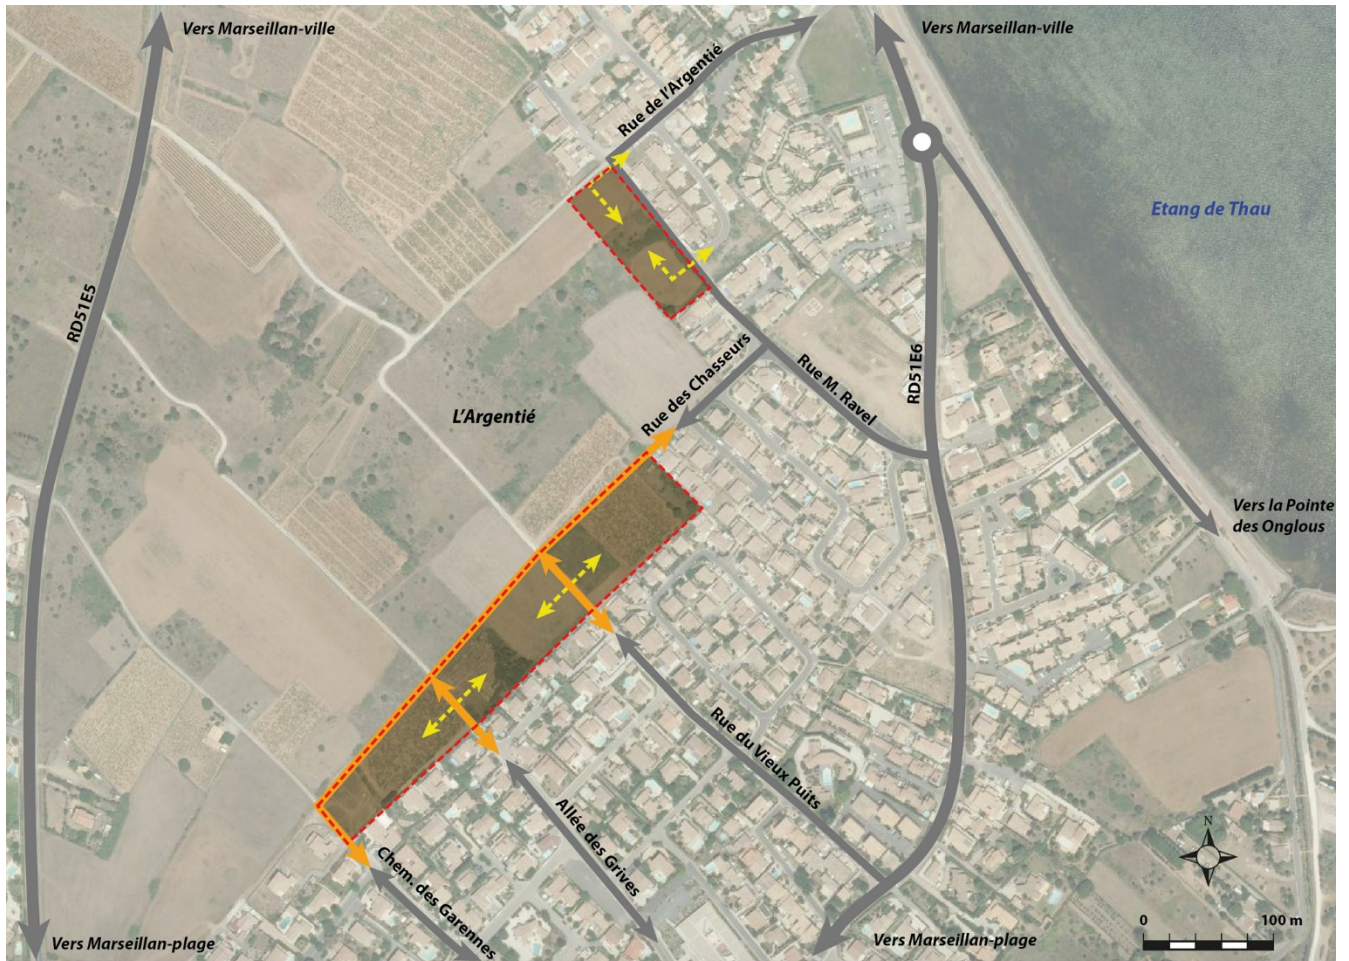 Vers Marseillan-ville
Vers Marseillan-ville
Rue de l'Argentié
Etang de Thau
RD51E5
RD51E6
Rue des Chasseurs
Rue M. Ravel
L'Argentié
Vers la Pointe
des Onglous
Rue du Vieux Puits
Allée des Grives
Chem. des Garennes
N
0 100 m
Vers Marseillan-plage
Vers Marseillan-plage